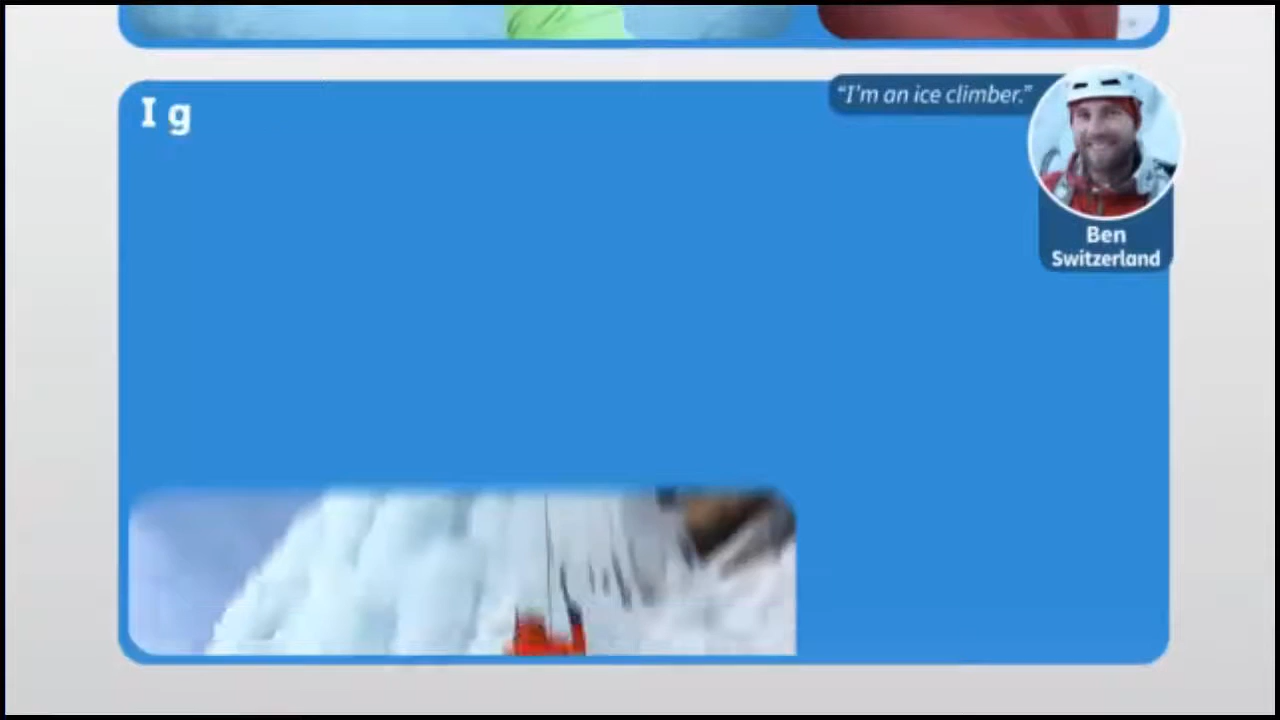 I g
“I’m an ice climber.”
Ben
Switzerland